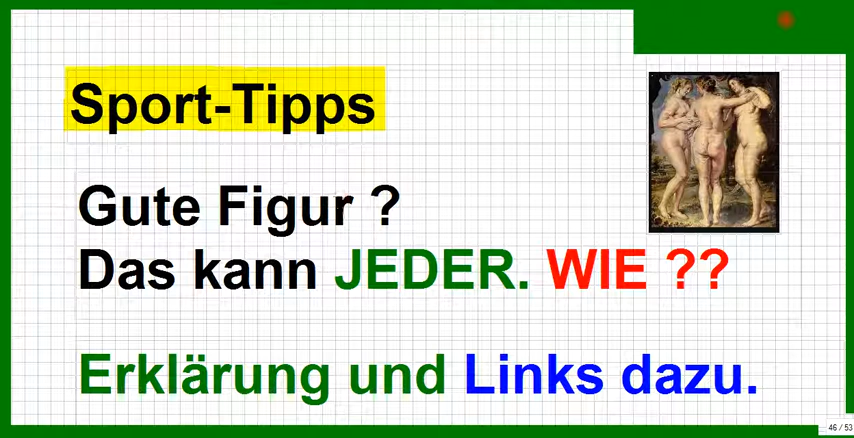 Sport-Tipps
Gute Figur ?
Das kann JEDER. WIE ??
Erklärung und Links dazu.
46 / 53